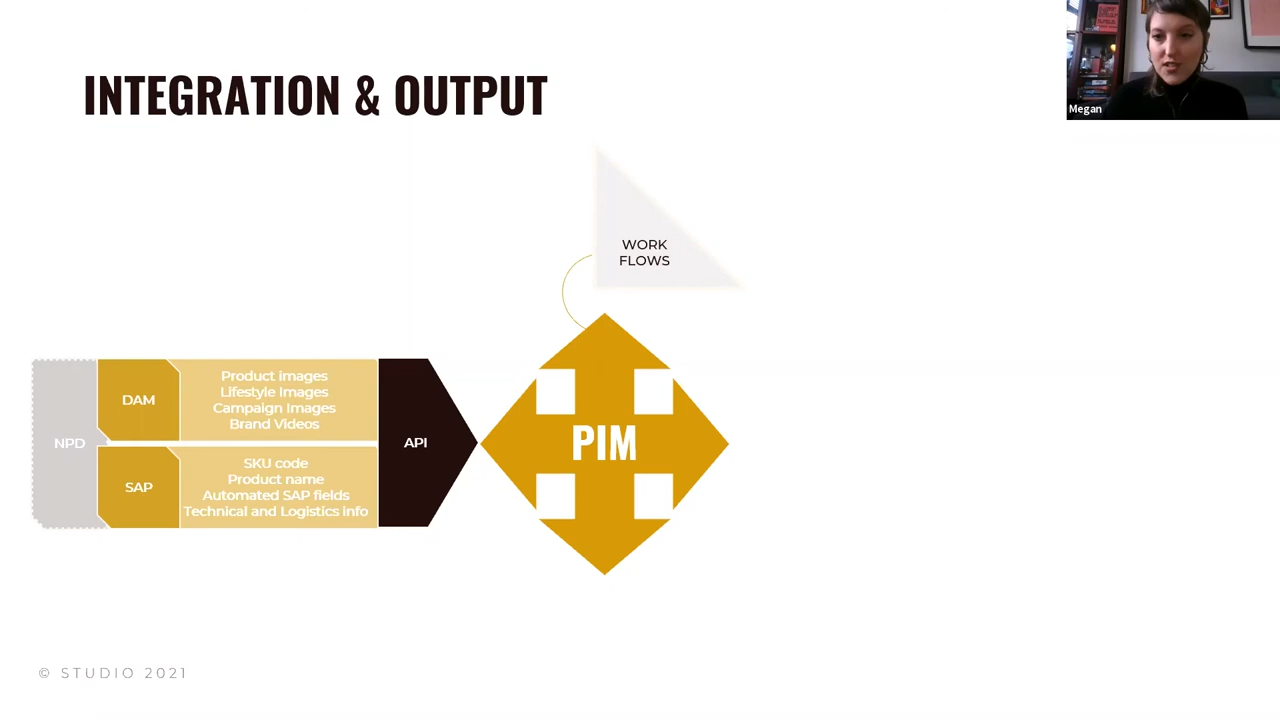 INTEGRATION & OUTPUT
Megan
WORK
FLOWS
NPD
DAM
Product images
Lifestyle Images
Campaign Images
Brand Videos
SAP
SKU code
Product name
Automated SAP fields
Technical and Logistics info
API
PIM
© STUDIO 2021